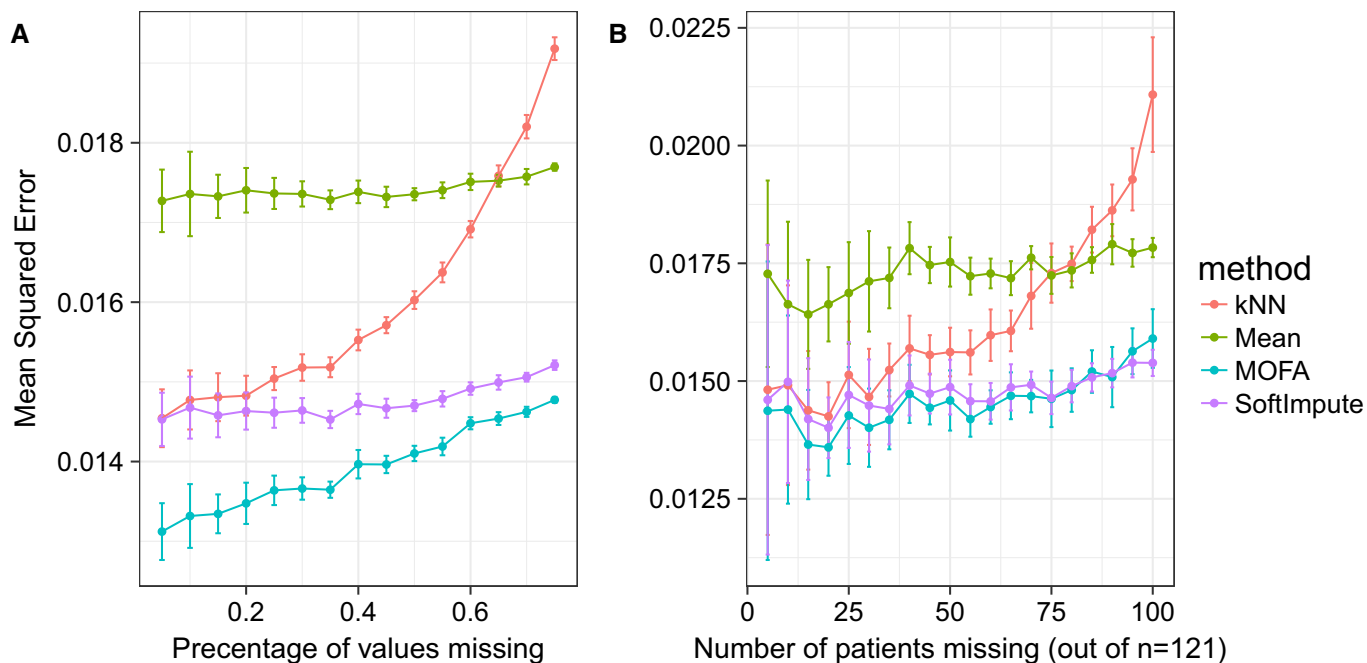 A
B
Mean Squared Error
0.018
0.016
0.014
0.2
0.4
0.6
Precentage of values missing
0.0225
0.0200
0.0175
0.0150
0.0125
0
25
50
75
100
Number of patients missing (out of n=121)
method
kNN
Mean
MOFA
SoftImpute